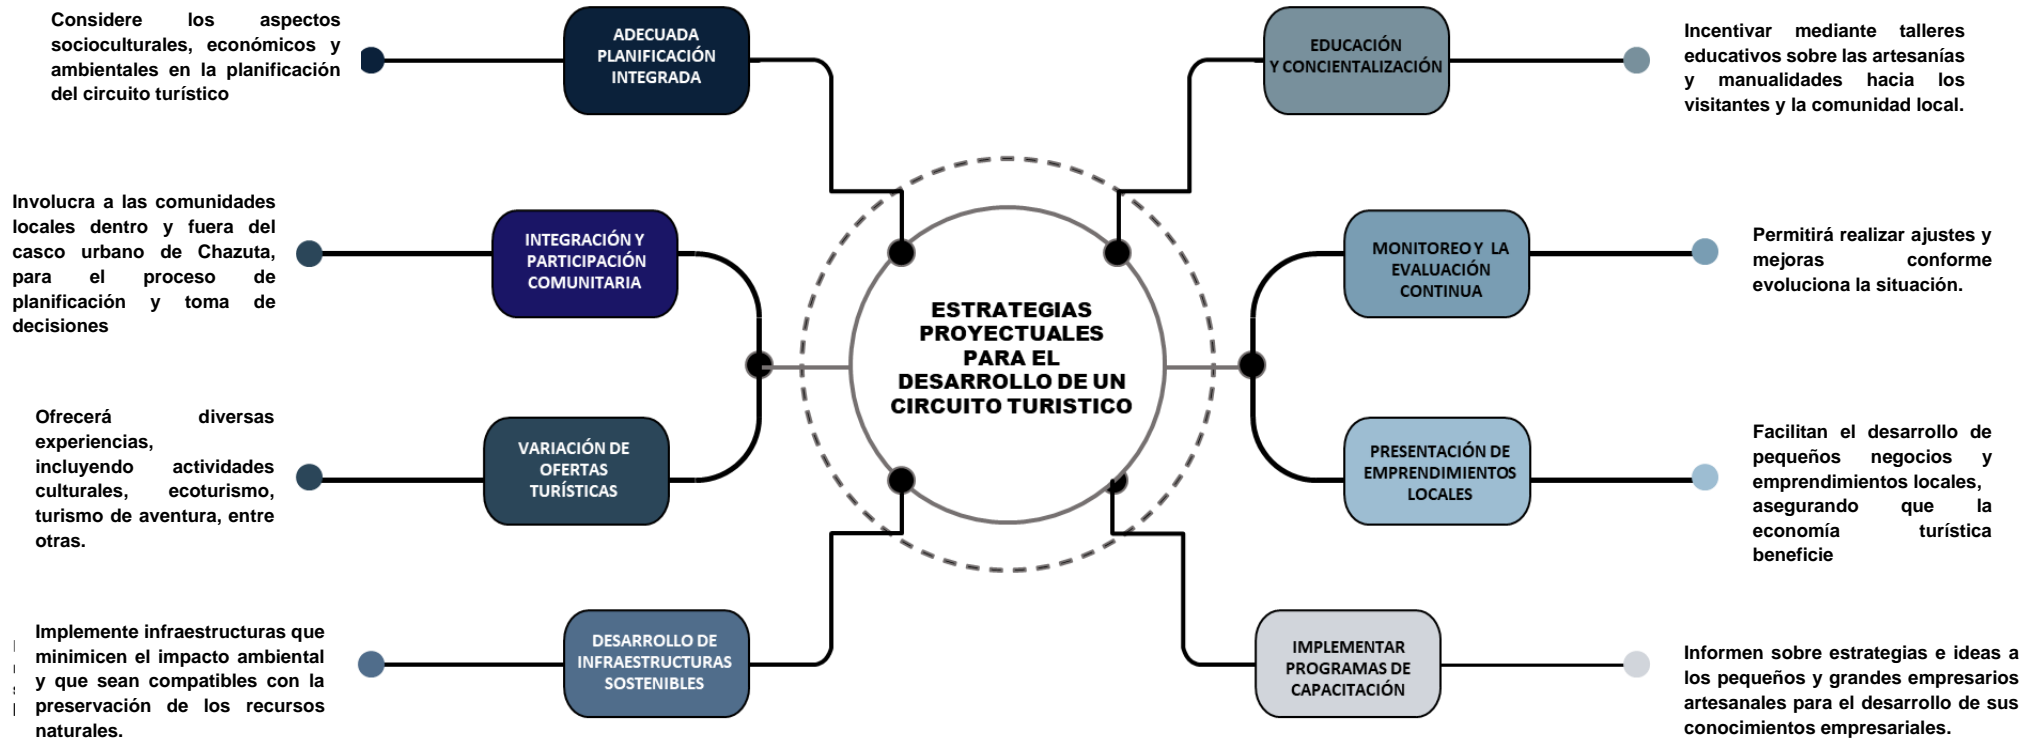 Considere los aspectos
socioculturales, económicos y
ambientales en la planificación
del circuito turístico
ADECUADA
PLANIFICACIÓN
INTEGRADA
EDUCACIÓN
Y CONCIENTALIZACIÓN
Incentivar mediante talleres
educativos sobre las artesanías
y manualidades hacia los
visitantes y la comunidad local.
Involucra a las comunidades
locales dentro y fuera del
casco urbano de Chazuta,
para el proceso de
planificación y toma de
decisiones
INTEGRACIÓN Y
PARTICIPACIÓN
COMUNITARIA
MONITOREO Y LA
EVALUACIÓN
CONTINUA
Permitirá realizar ajustes y
mejoras conforme
evoluciona la situación.
ESTRATEGIAS
PROYECTUALES
PARA EL
DESARROLLO DE UN
CIRCUITO TURISTICO
Ofrecerá diversas
experiencias,
incluyendo actividades
culturales, ecoturismo,
turismo de aventura, entre
otras.
VARIACIÓN DE
OFERTAS
TURÍSTICAS
PRESENTACIÓN DE
EMPRENDIMIENTOS
LOCALES
Facilitan el desarrollo de
pequeños negocios y
emprendimientos locales,
asegurando que la
economía turística
beneficie
Implemente infraestructuras que
minimicen el impacto ambiental
y que sean compatibles con la
preservación de los recursos
naturales.
DESARROLLO DE
INFRAESTRUCTURAS
SOSTENIBLES
IMPLEMENTAR
PROGRAMAS DE
CAPACITACIÓN
Informen sobre estrategias e ideas a
los pequeños y grandes empresarios
artesanales para el desarrollo de sus
conocimientos empresariales.